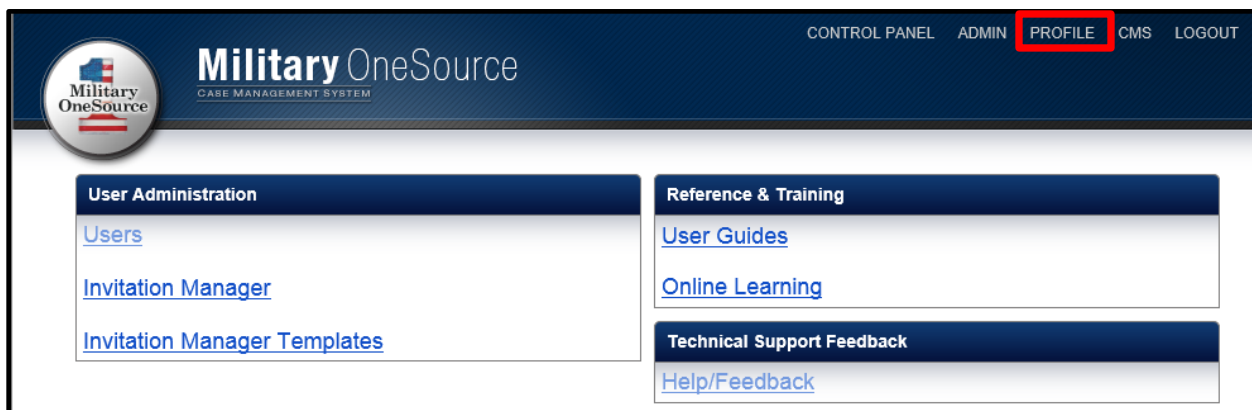 CONTROL PANEL ADMIN PROFILE CMS LOGOUT
Military
OneSource
Military OneSource
CASE MANAGEMENT SYSTEM
User Administration
Users
Invitation Manager
Invitation Manager Templates
Reference & Training
User Guides
Online Learning
Technical Support Feedback
Help/Feedback